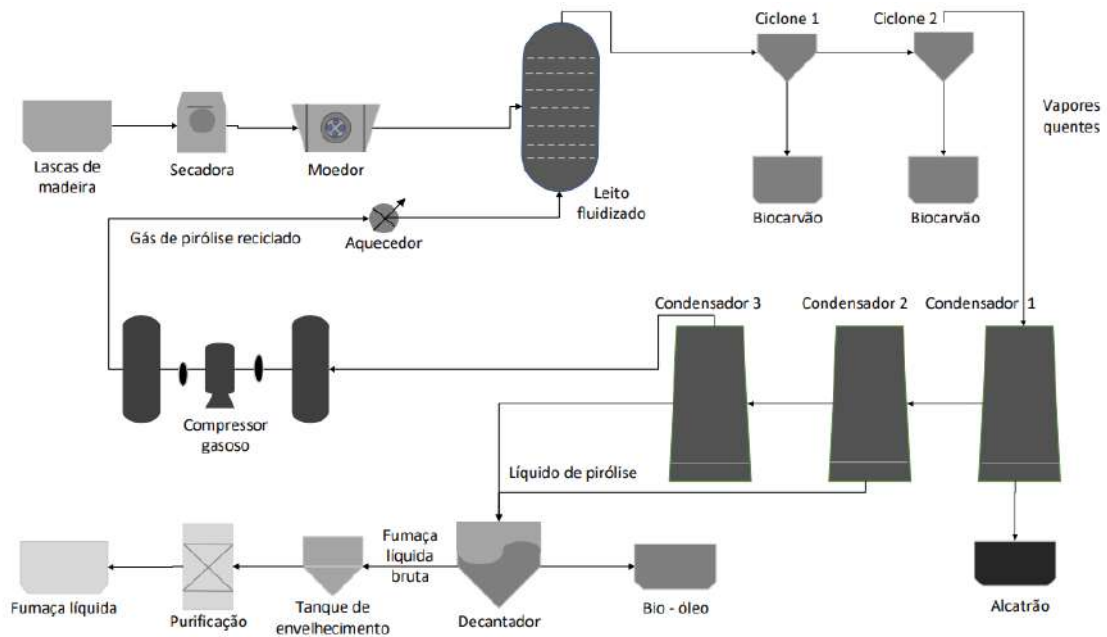 Ciclone 1
Ciclone 2
Vapores
quentes
Lascas de
madeira
Secadora
Moedor
Leito
fluidizado
Biocarvão
Biocarvão
Gás de pirólise reciclado
Aquecedor
Condensador 3
Condensador 2
Condensador 1
Compressor
gasoso
Líquido de pirólise
Fumaça
líquida
bruta
Fumaça líquida
Purificação
Tanque de
envelhecimento
Decantador
Bio - óleo
Alcatrão